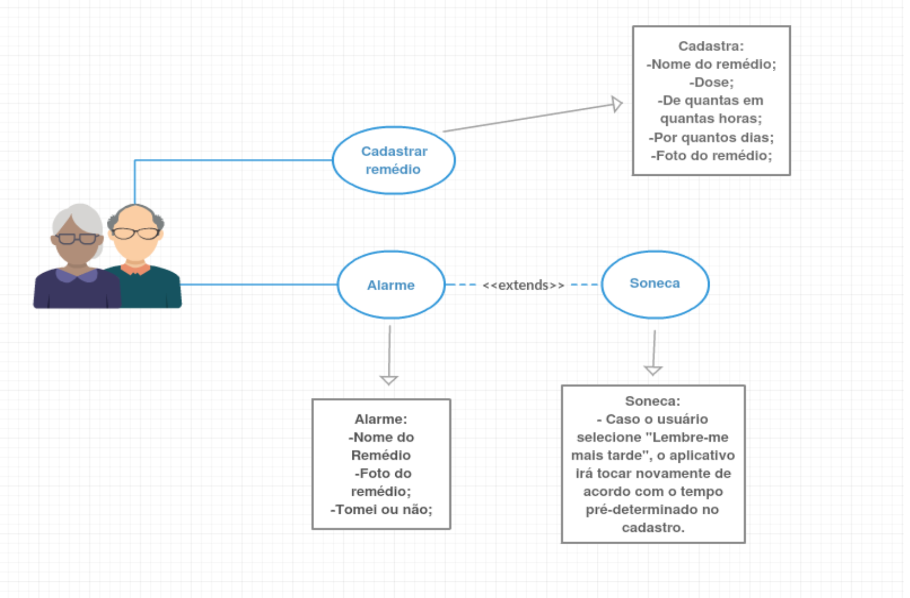 Cadastra:
-Nome do remédio;
-Dose;
-De quantas em
quantas horas;
-Por quantos dias;
-Foto do remédio;
Cadastrar
remédio
Alarme
<<extends>>
Soneca
Alarme:
-Nome do
Remédio
-Foto do
remédio;
-Tomei ou não;
Soneca:
- Caso o usuário
selecione "Lembre-me
mais tarde", o aplicativo
irá tocar novamente de
acordo com o tempo
pré-determinado no
cadastro.